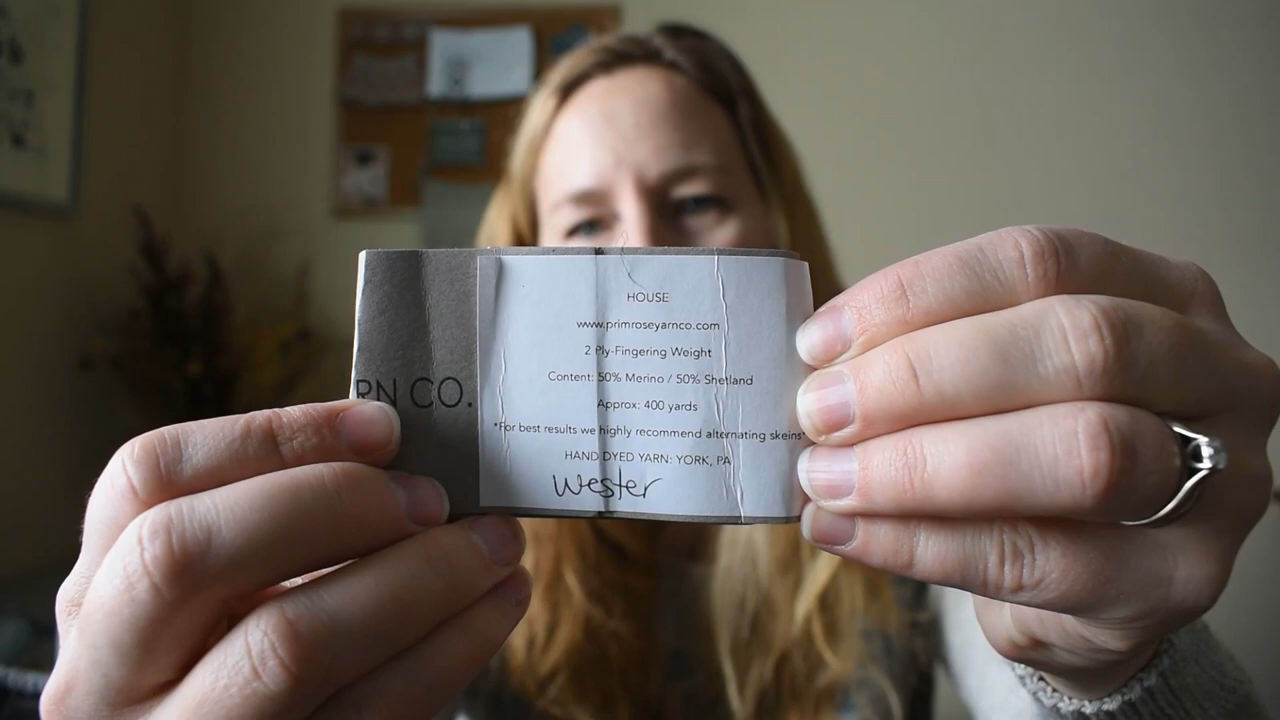 RN CO.
HOUSE
www.primroseyarnco.com
2 Ply-Fingering Weight
Content: 50% Merino / 50% Shetland
Approx: 400 yards
*For best results we highly recommend alternating skeins*
HAND DYED YARN: YORK, PA
Wester